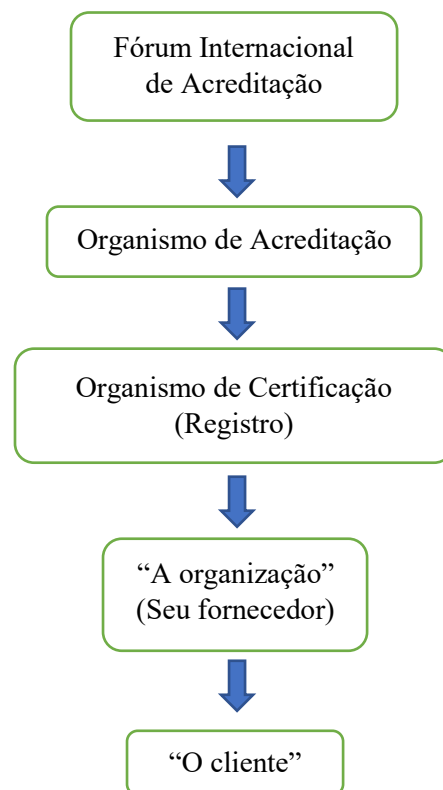 Fórum Internacional
de Acreditação
Organismo de Acreditação
Organismo de Certificação
(Registro)
“A organização”
(Seu fornecedor)
“O cliente”